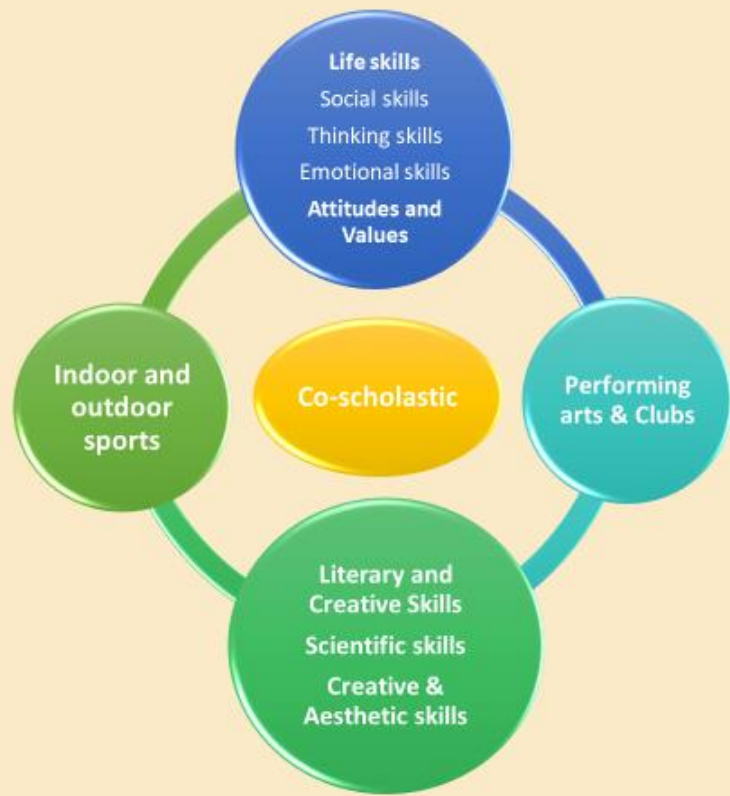 Life skills
Social skills
Thinking skills
Emotional skills
Attitudes and
Values
Indoor and
outdoor
sports
Co-scholastic
Performing
arts & Clubs
Literary and
Creative Skills
Scientific skills
Creative &
Aesthetic skills